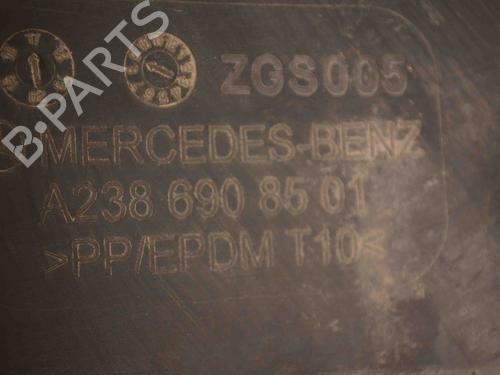 ZGS005
MERCEDES-BENZ
A238 690 85 01
>PP/EPDM T10<
B-PARTS